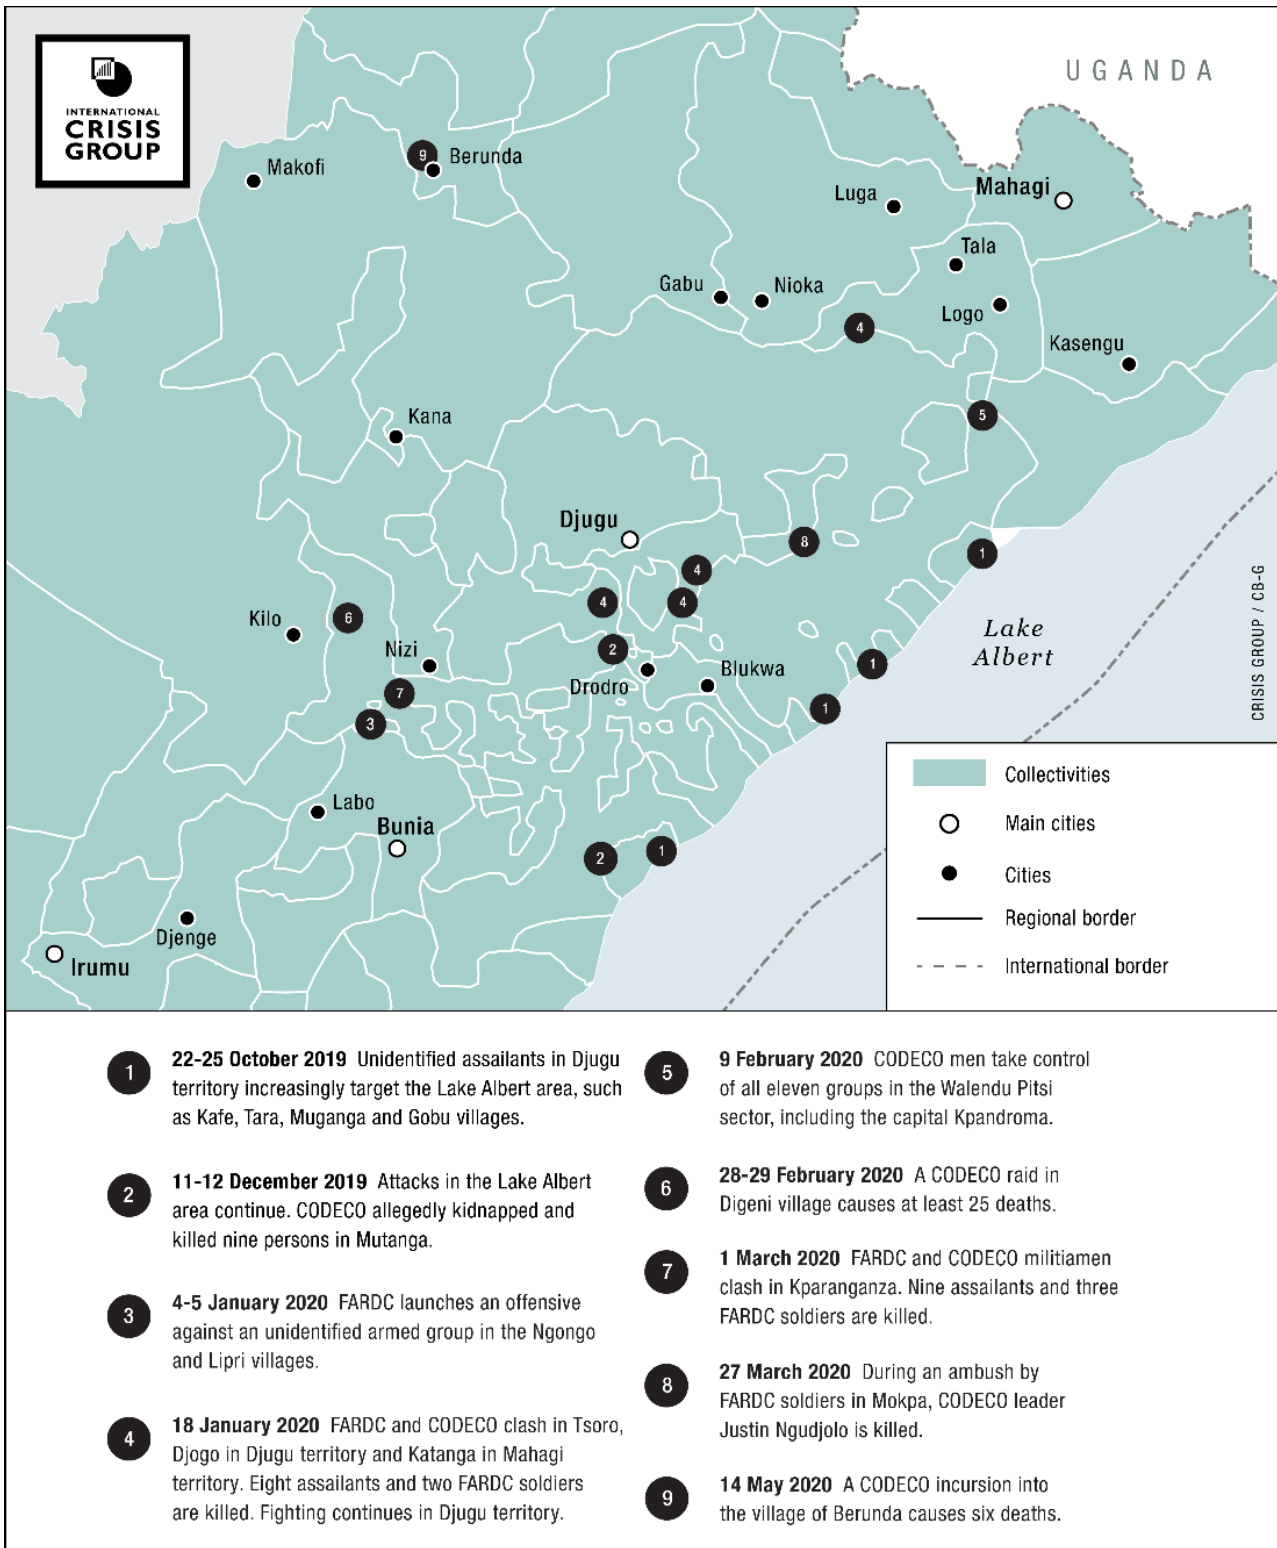 INTERNATIONAL
CRISIS
GROUP
UGANDA
Makofi
9
Berunda
Luga
Mahagi
Tala
Gabu
Nioka
Logo
4
Kasengu
5
Kana
Djugu
8
1
4
4
4
Kilo
6
Nizi
2
Drodro
Blukwa
1
Lake
Albert
7
3
1
CRISIS GROUP / CB-G
Labo
Bunia
2
1
Djenge
Irumu
Collectivities
Main cities
Cities
Regional border
International border
1
22-25 October 2019 Unidentified assailants in Djugu
territory increasingly target the Lake Albert area, such
as Kafe, Tara, Muganga and Gobu villages.
2
11-12 December 2019 Attacks in the Lake Albert
area continue. CODECO allegedly kidnapped and
killed nine persons in Mutanga.
3
4-5 January 2020 FARDC launches an offensive
against an unidentified armed group in the Ngongo
and Lipri villages.
4
18 January 2020 FARDC and CODECO clash in Tsoro,
Djogo in Djugu territory and Katanga in Mahagi
territory. Eight assailants and two FARDC soldiers
are killed. Fighting continues in Djugu territory.
5
9 February 2020 CODECO men take control
of all eleven groups in the Walendu Pitsi
sector, including the capital Kpandroma.
6
28-29 February 2020 A CODECO raid in
Digeni village causes at least 25 deaths.
7
1 March 2020 FARDC and CODECO militiamen
clash in Kparanganza. Nine assailants and three
FARDC soldiers are killed.
8
27 March 2020 During an ambush by
FARDC soldiers in Mokpa, CODECO leader
Justin Ngudjolo is killed.
9
14 May 2020 A CODECO incursion into
the village of Berunda causes six deaths.